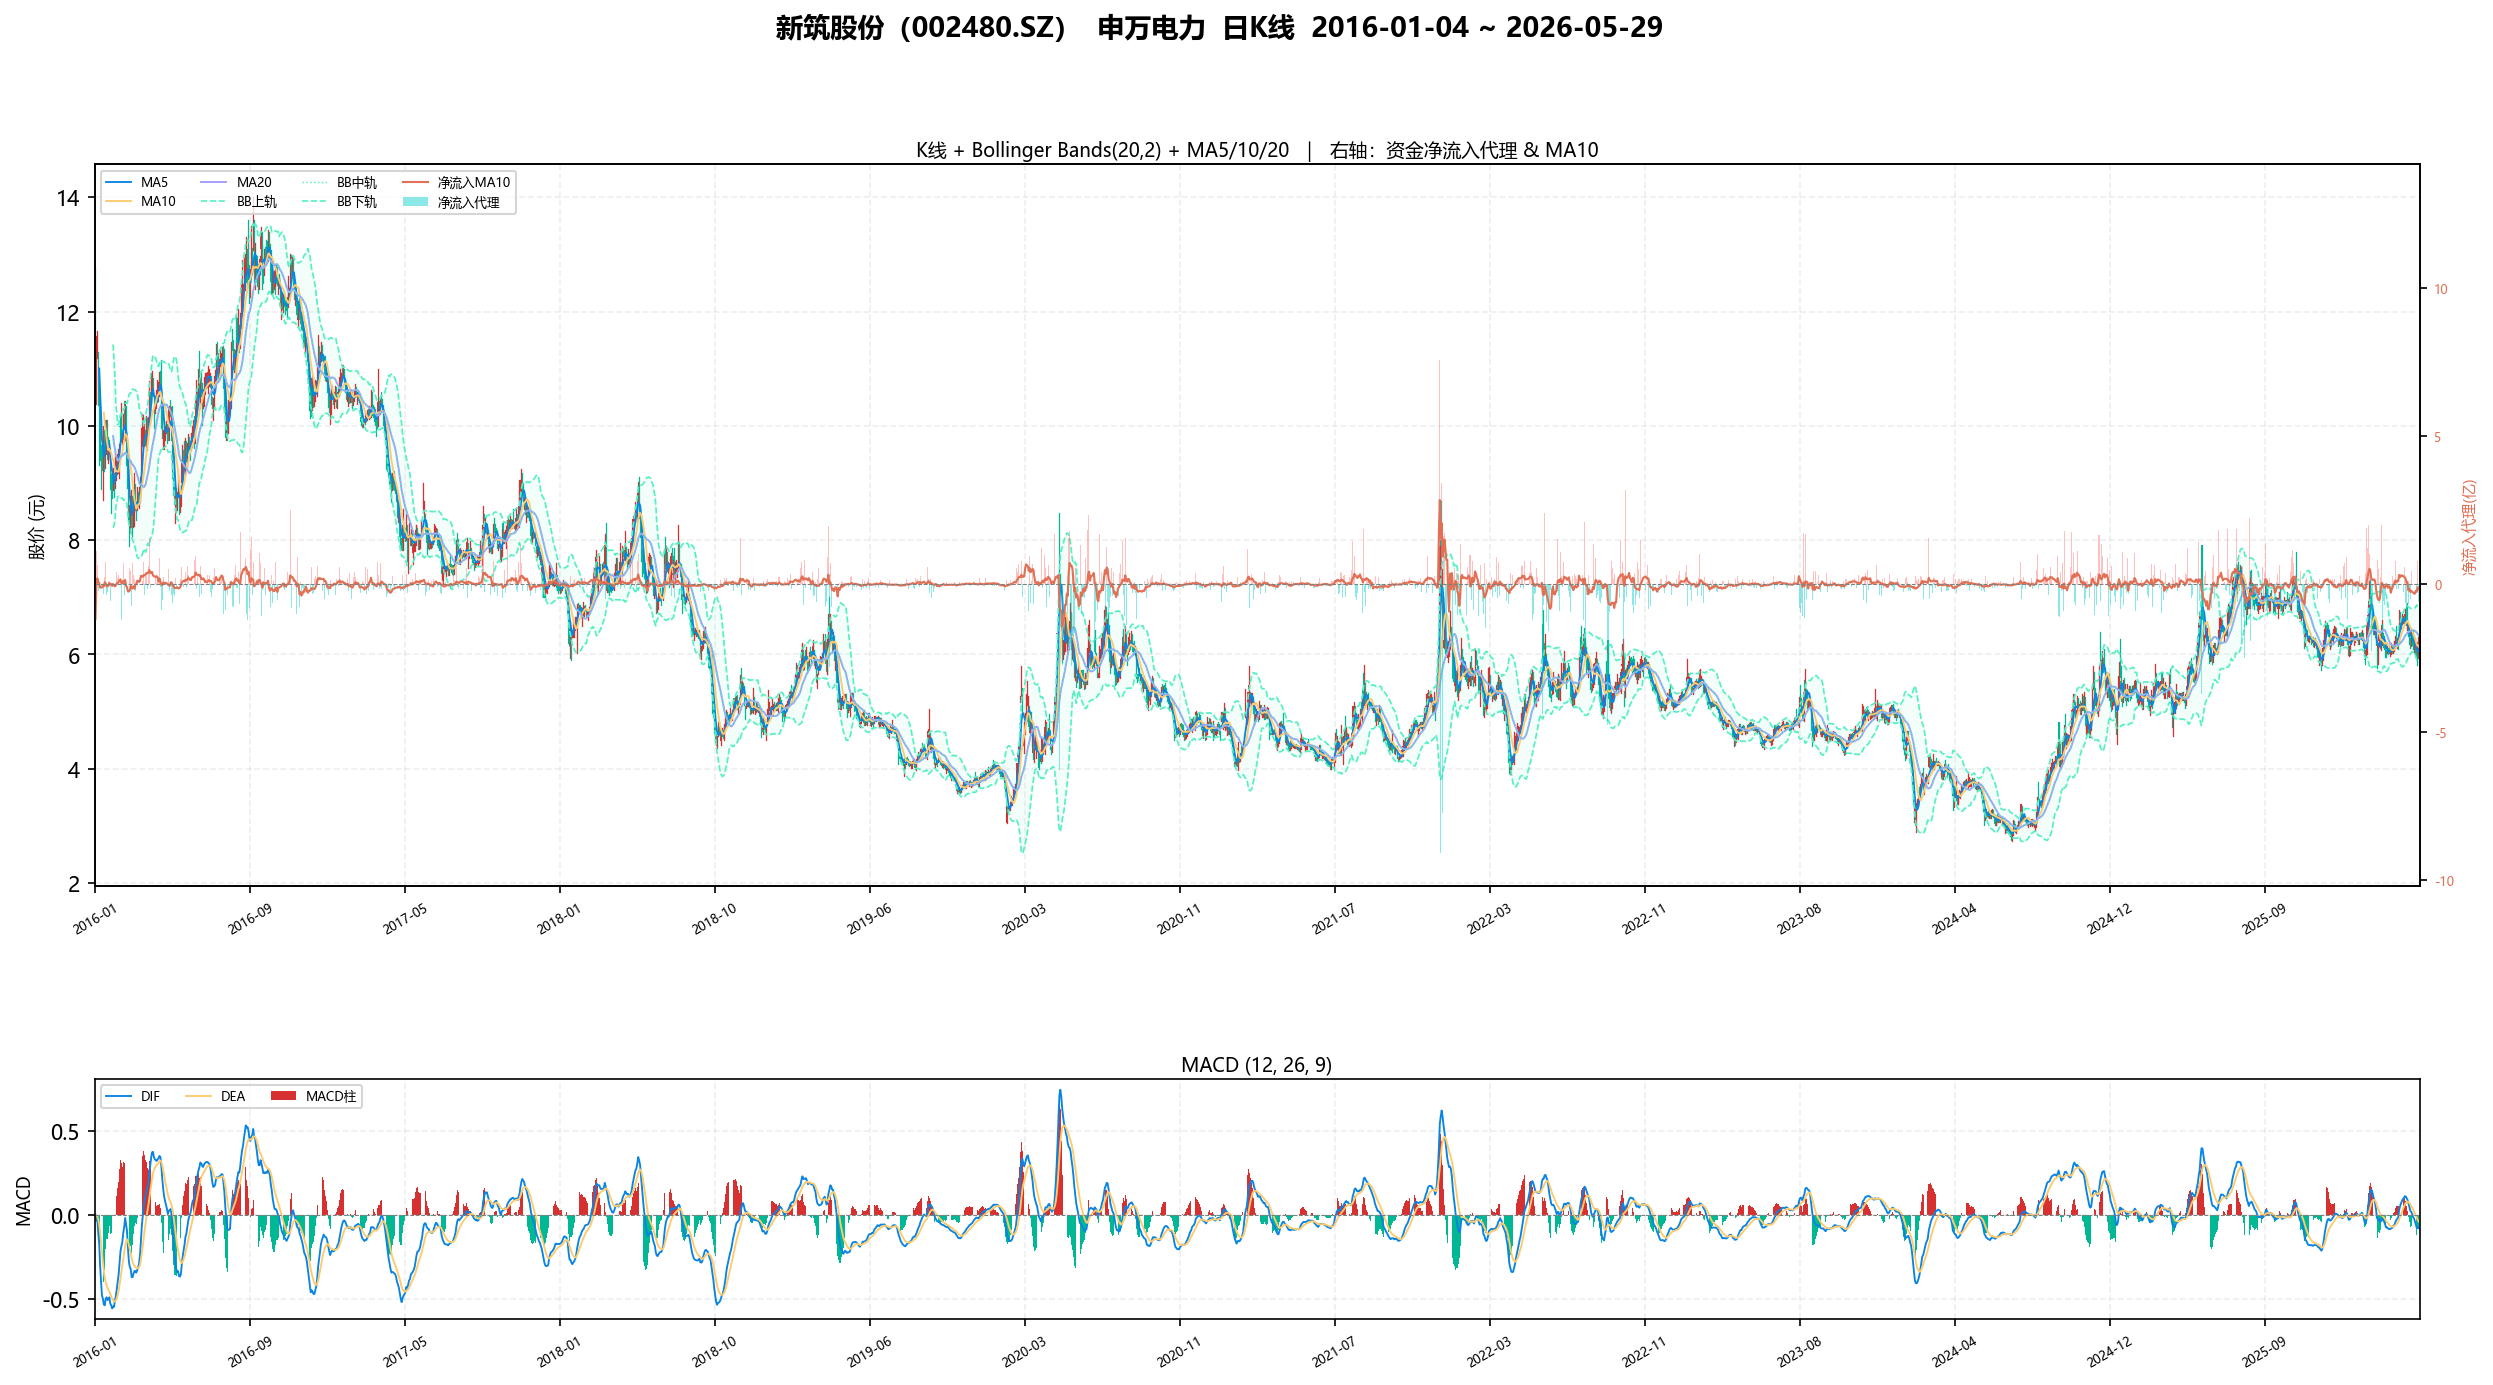 新筑股份（002480.SZ） 申万电力 日K线 2016-01-04 ~ 2026-05-29
K线 + Bollinger Bands(20,2) + MA5/10/20 | 右轴：资金净流入代理 & MA10
MA5 MA20 BB中轨 净流入MA10
MA10 BB上轨 BB下轨 净流入代理
14
12
10
8
6
4
2
股价 (元)
10
5
0
-5
-10
净流入代理(亿)
2016-01 2016-09 2017-05 2018-01 2018-10 2019-06 2020-03 2020-11 2021-07 2022-03 2022-11 2023-08 2024-04 2024-12 2025-09
MACD (12, 26, 9)
DIF DEA MACD柱
0.5
0.0
-0.5
MACD
2016-01 2016-09 2017-05 2018-01 2018-10 2019-06 2020-03 2020-11 2021-07 2022-03 2022-11 2023-08 2024-04 2024-12 2025-09